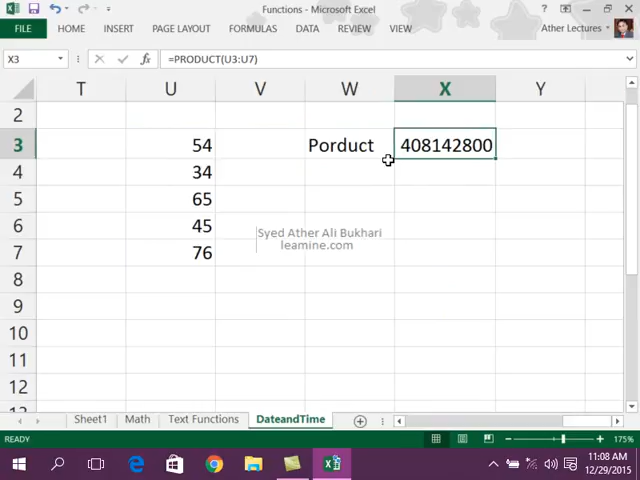 Functions - Microsoft Excel
FILE HOME INSERT PAGE LAYOUT FORMULAS DATA REVIEW VIEW Ather Lectures
X3 fx =PRODUCT(U3:U7)
T U V W X Y
2
3 54 Porduct 408142800
4 34
5 65
6 45
Syed Ather Ali Bukhari
leamine.com
7 76
8
9
10
11
12
Sheet1 Math Text Functions DateandTime
READY 175%
11:08 AM
12/29/2015